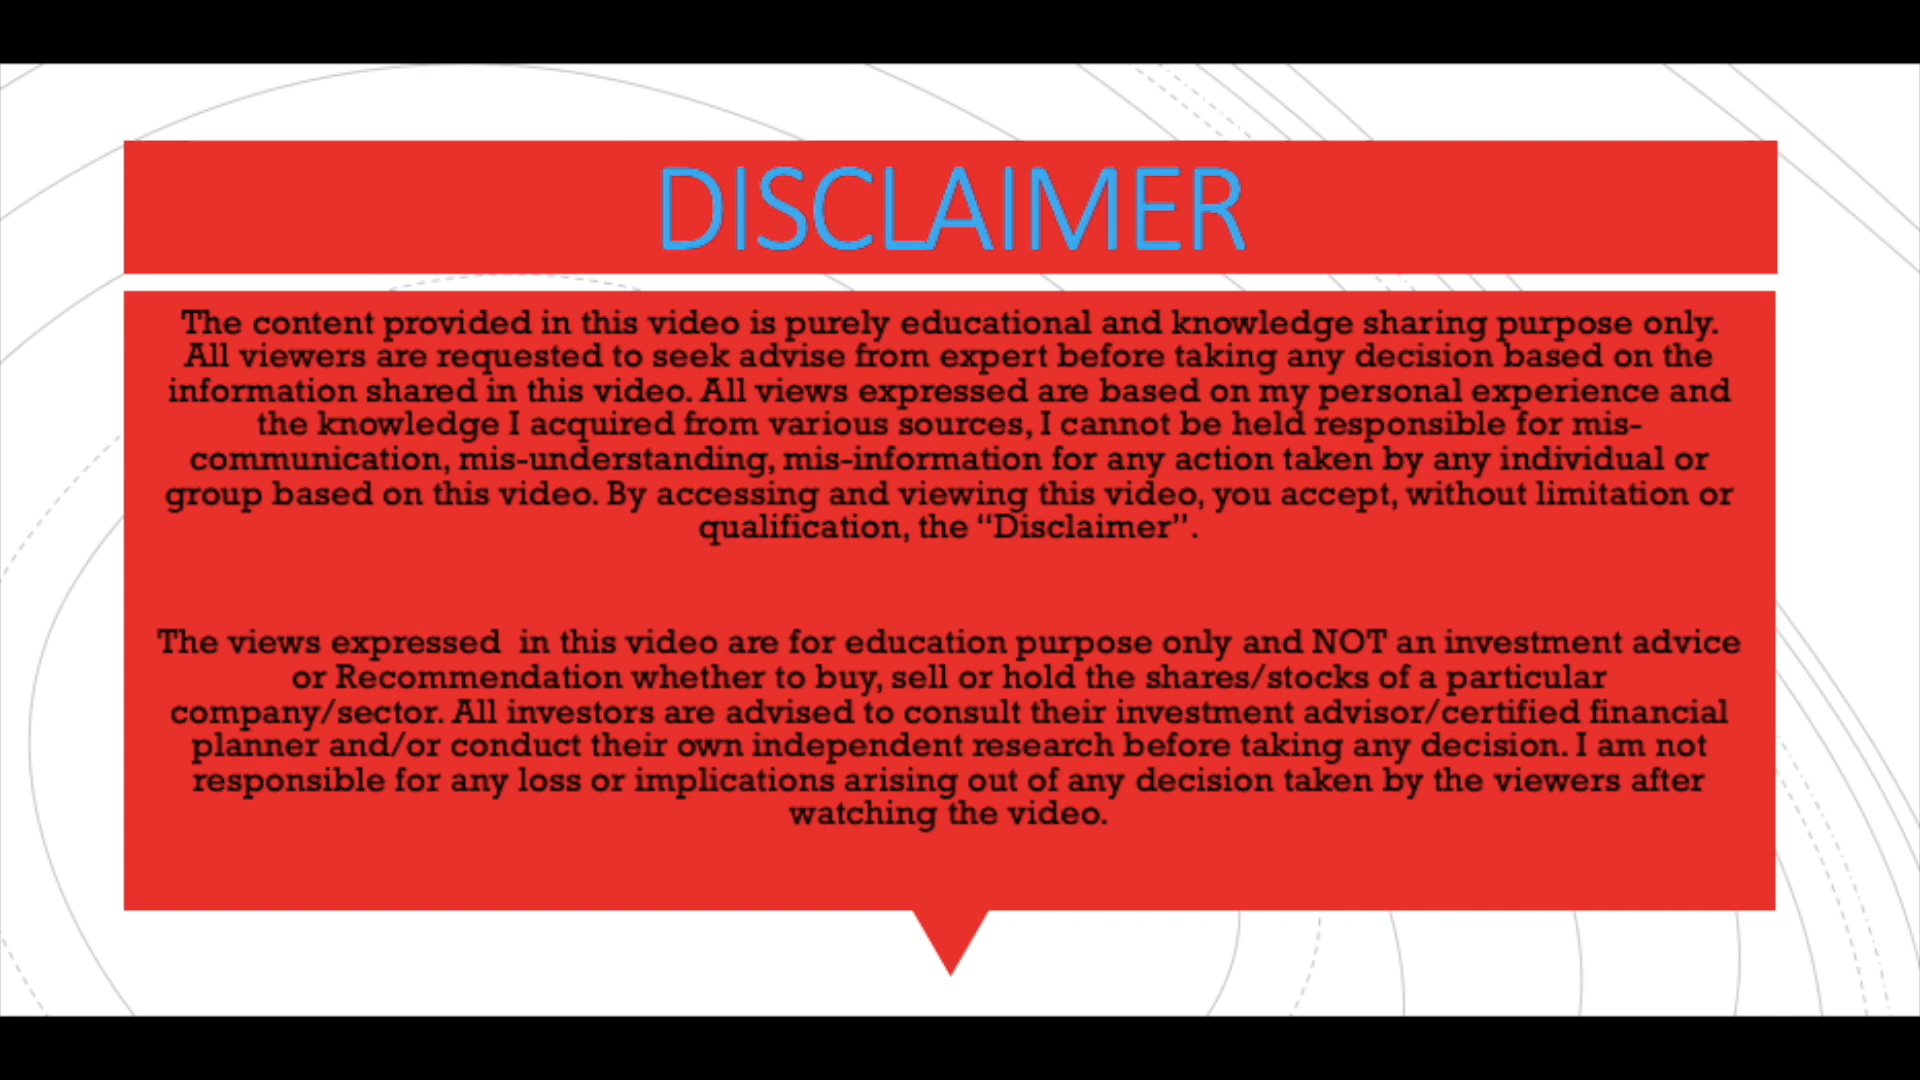 DISCLAIMER
The content provided in this video is purely educational and knowledge sharing purpose only.
All viewers are requested to seek advise from expert before taking any decision based on the
information shared in this video. All views expressed are based on my personal experience and
the knowledge I acquired from various sources, I cannot be held responsible for mis-
communication, mis-understanding, mis-information for any action taken by any individual or
group based on this video. By accessing and viewing this video, you accept, without limitation or
qualification, the “Disclaimer”.
The views expressed  in this video are for education purpose only and NOT an investment advice
or Recommendation whether to buy, sell or hold the shares/stocks of a particular
company/sector. All investors are advised to consult their investment advisor/certified financial
planner and/or conduct their own independent research before taking any decision. I am not
responsible for any loss or implications arising out of any decision taken by the viewers after
watching the video.